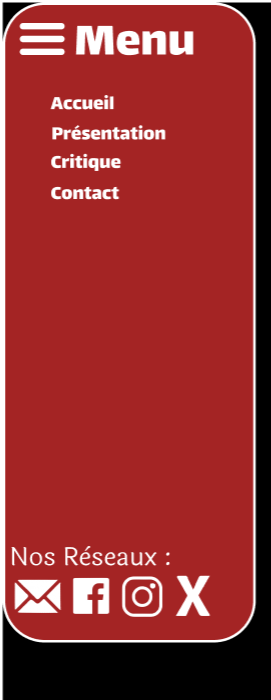 Menu
Accueil
Présentation
Critique
Contact
Nos Réseaux :
X